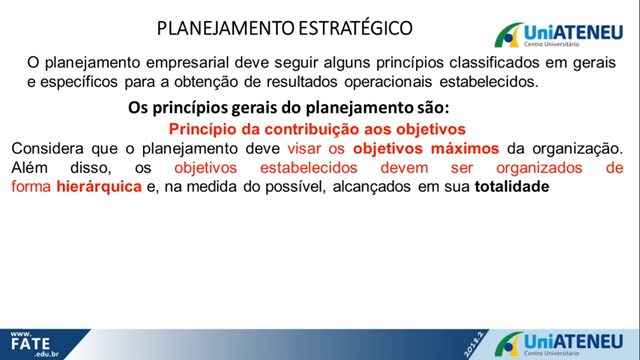 PLANEJAMENTO ESTRATÉGICO
UniATENEU
Centro Universitário
O planejamento empresarial deve seguir alguns princípios classificados em gerais
e específicos para a obtenção de resultados operacionais estabelecidos.
Os princípios gerais do planejamento são:
Princípio da contribuição aos objetivos
Considera que o planejamento deve visar os objetivos máximos da organização.
Além disso, os objetivos estabelecidos devem ser organizados de
forma hierárquica e, na medida do possível, alcançados em sua totalidade
www.
FATE
.edu.br
2018.2
UniATENEU
Centro Universitário